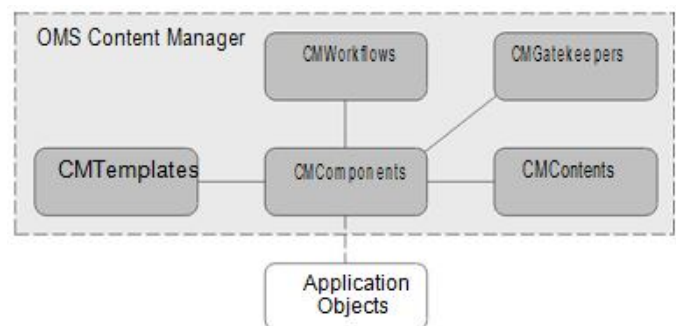 OMS Content Manager
CMWorkflows
CMGatekeepers
CMTemplates
CMComponents
CMContents
Application
Objects